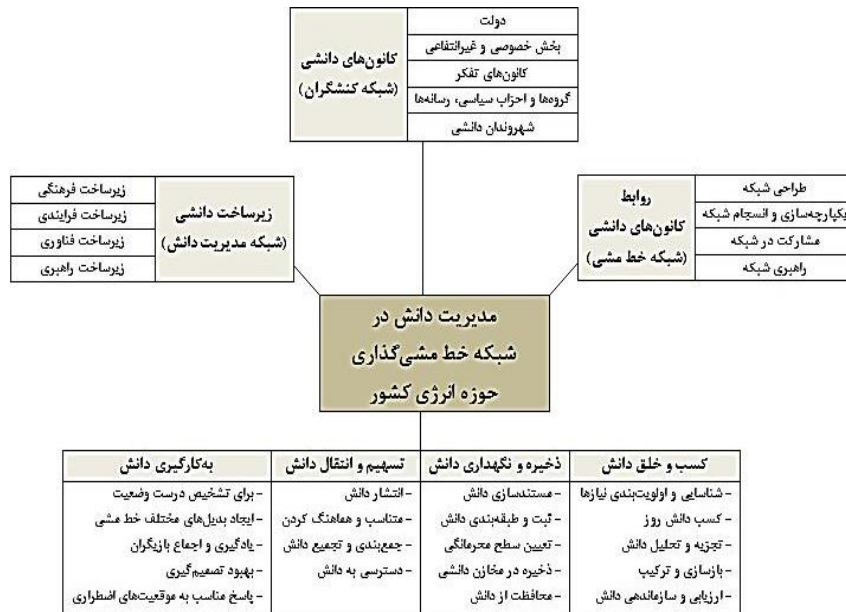 کانون‌های دانشی
(شبکه کنشگران)
دولت
بخش خصوصی و غیرانتفاعی
کانون‌های تفکر
گروه‌ها و احزاب سیاسی، رسانه‌ها
شهروندان دانشی
روابط
کانون‌های دانشی
(شبکه خط مشی)
طراحی شبکه
یکپارچه‌سازی و انسجام شبکه
مشارکت در شبکه
راهبری شبکه
زیرساخت دانشی
(شبکه مدیریت دانش)
زیرساخت فرهنگی
زیرساخت فرایندی
زیرساخت فناوری
زیرساخت راهبری
مدیریت دانش در
شبکه خط مشی‌گذاری
حوزه انرژی کشور
کسب و خلق دانش
- شناسایی و اولویت‌بندی نیازها
- کسب دانش روز
- تجزیه و تحلیل دانش
- بازسازی و ترکیب
- ارزیابی و سازماندهی دانش
ذخیره و نگهداری دانش
- مستندسازی دانش
- ثبت و طبقه‌بندی دانش
- تعیین سطح محرمانگی
- ذخیره در مخازن دانشی
- محافظت از دانش
تسهیم و انتقال دانش
- انتشار دانش
- متناسب و هماهنگ کردن
- جمع‌بندی و تجمیع دانش
- دسترسی به دانش
به‌کارگیری دانش
- برای تشخیص درست وضعیت
- ایجاد بدیل‌های مختلف خط مشی
- یادگیری و اجماع بازیگران
- بهبود تصمیم‌گیری
- پاسخ مناسب به موقعیت‌های اضطراری